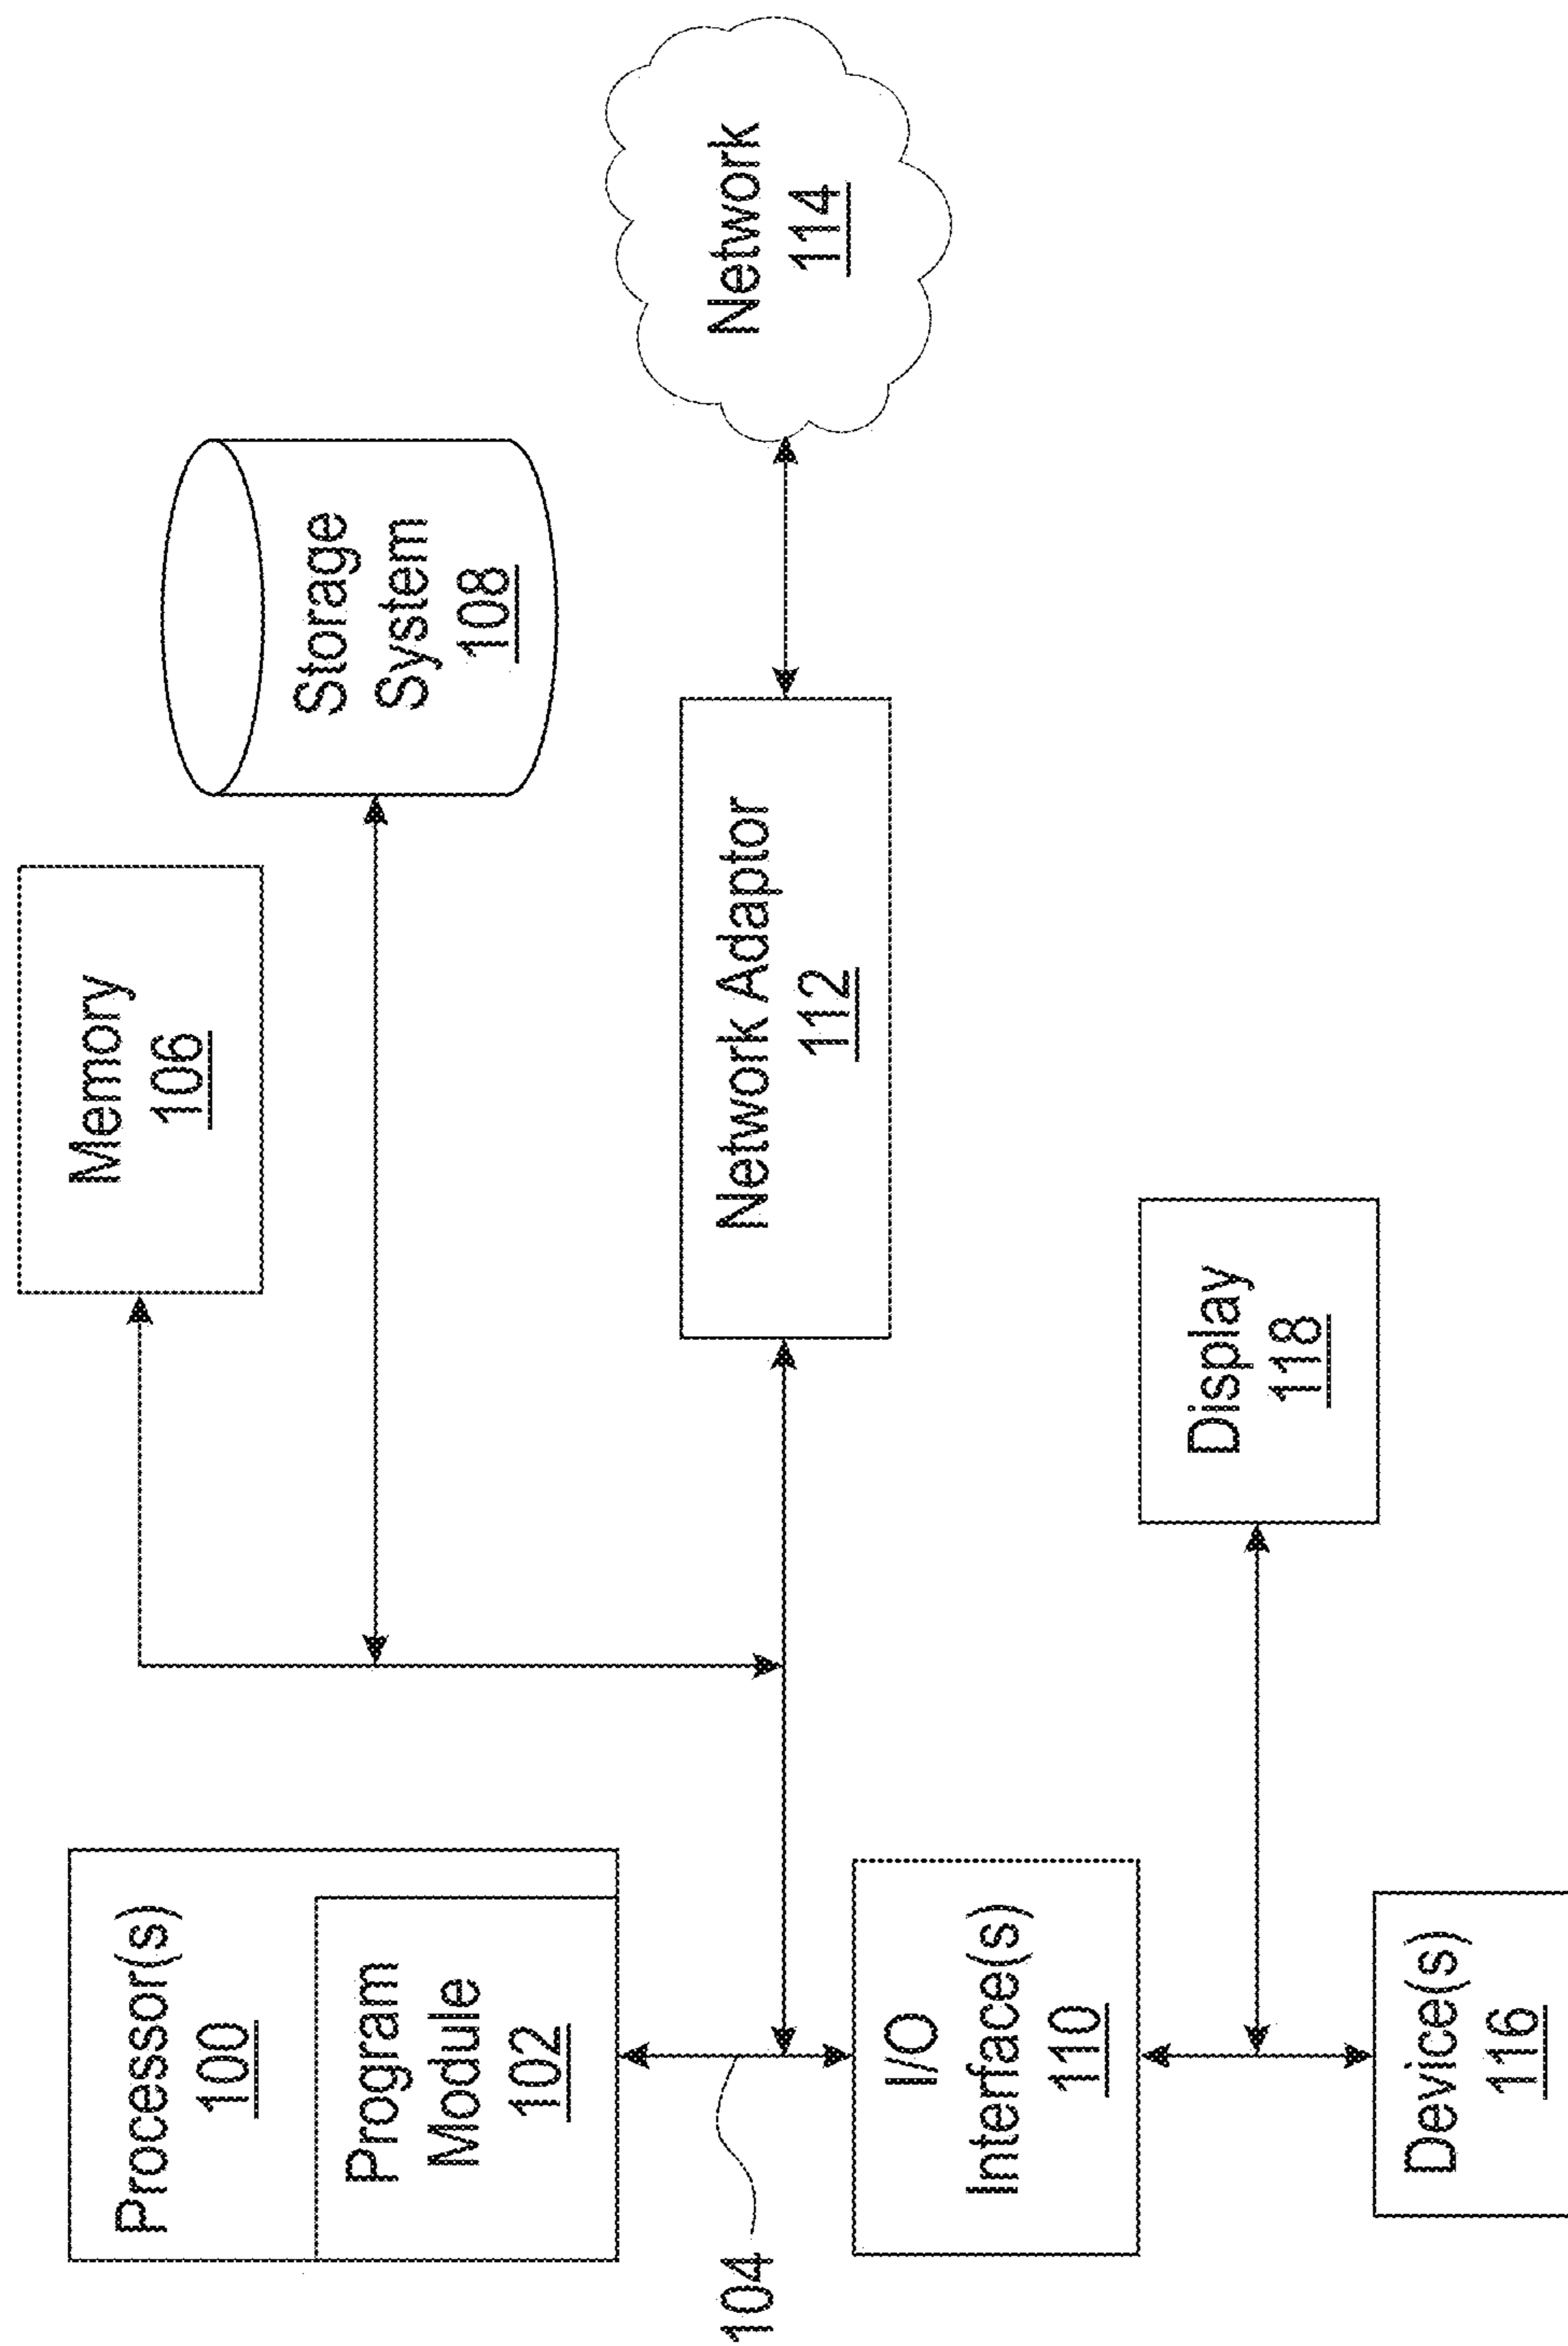 Processor(s)
100
Program
Module
102
104
I/O
Interface(s)
110
Device(s)
116
Memory
106
Storage
System
108
Network Adaptor
112
Network
114
Display
118